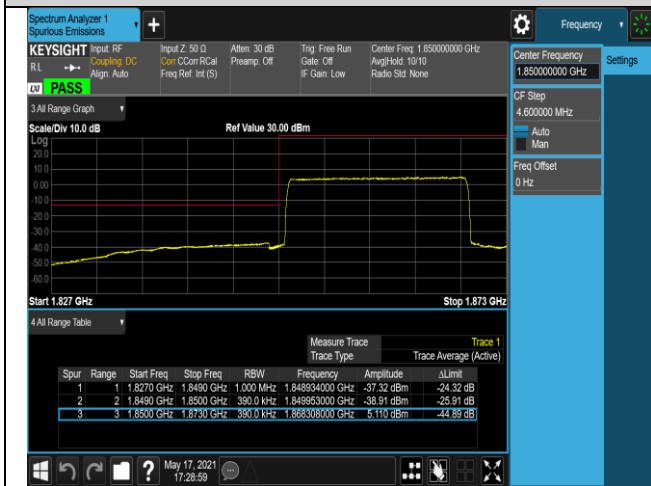 Spectrum Analyzer 1
Spurious Emissions
Frequency
KEYSIGHT Input: RF Input Z: 50 Ω Atten: 30 dB Trig: Free Run Center Freq: 1.850000000 GHz
RL Coupling: DC Corr CCorr RCal Preamp: Off Gate: Off Avg|Hold: 10/10
Align: Auto Freq Ref: Int (S) IF Gain: Low Radio Std: None
LXI PASS
Center Frequency
1.850000000 GHz
Settings
CF Step
4.600000 MHz
Auto
Man
Freq Offset
0 Hz
3 All Range Graph
Scale/Div 10.0 dB Ref Value 30.00 dBm
Log
20.0
10.0
0.00
-10.0
-20.0
-30.0
-40.0
-50.0
-60.0
Start 1.827 GHz Stop 1.873 GHz
4 All Range Table
Measure Trace Trace 1
Trace Type Trace Average (Active)
Spur Range Start Freq Stop Freq RBW Frequency Amplitude ΔLimit
1 1 1.8270 GHz 1.8490 GHz 1.000 MHz 1.848934000 GHz -37.32 dBm -24.32 dB
2 2 1.8490 GHz 1.8500 GHz 390.0 kHz 1.849953000 GHz -38.91 dBm -25.91 dB
3 3 1.8500 GHz 1.8730 GHz 390.0 kHz 1.868308000 GHz 5.110 dBm -44.89 dB
May 17, 2021
17:28:59